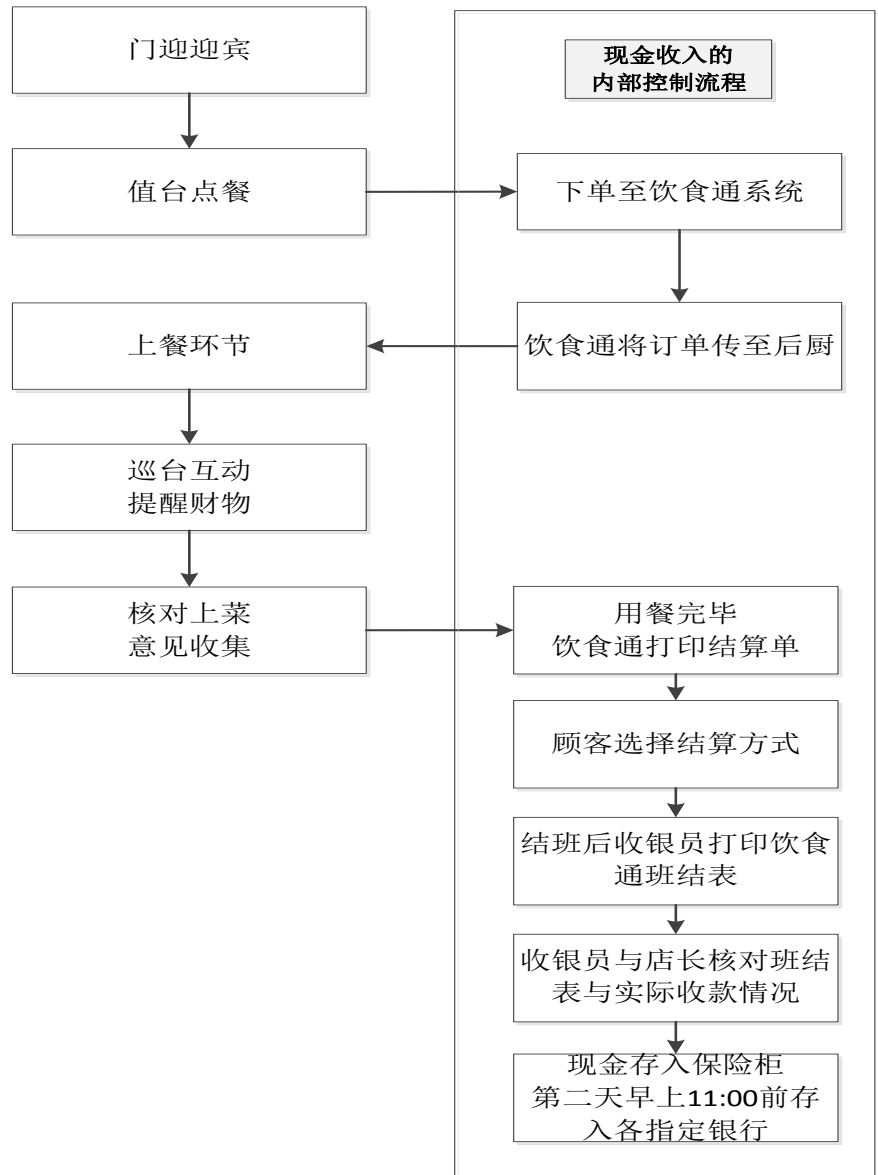 门迎迎宾
现金收入的
内部控制流程
值台点餐
下单至饮食通系统
上餐环节
饮食通将订单传至后厨
巡台互动
提醒财物
核对上菜
意见收集
用餐完毕
饮食通打印结算单
顾客选择结算方式
结班后收银员打印饮食
通班结表
收银员与店长核对班结
表与实际收款情况
现金存入保险柜
第二天早上11:00前存
入各指定银行